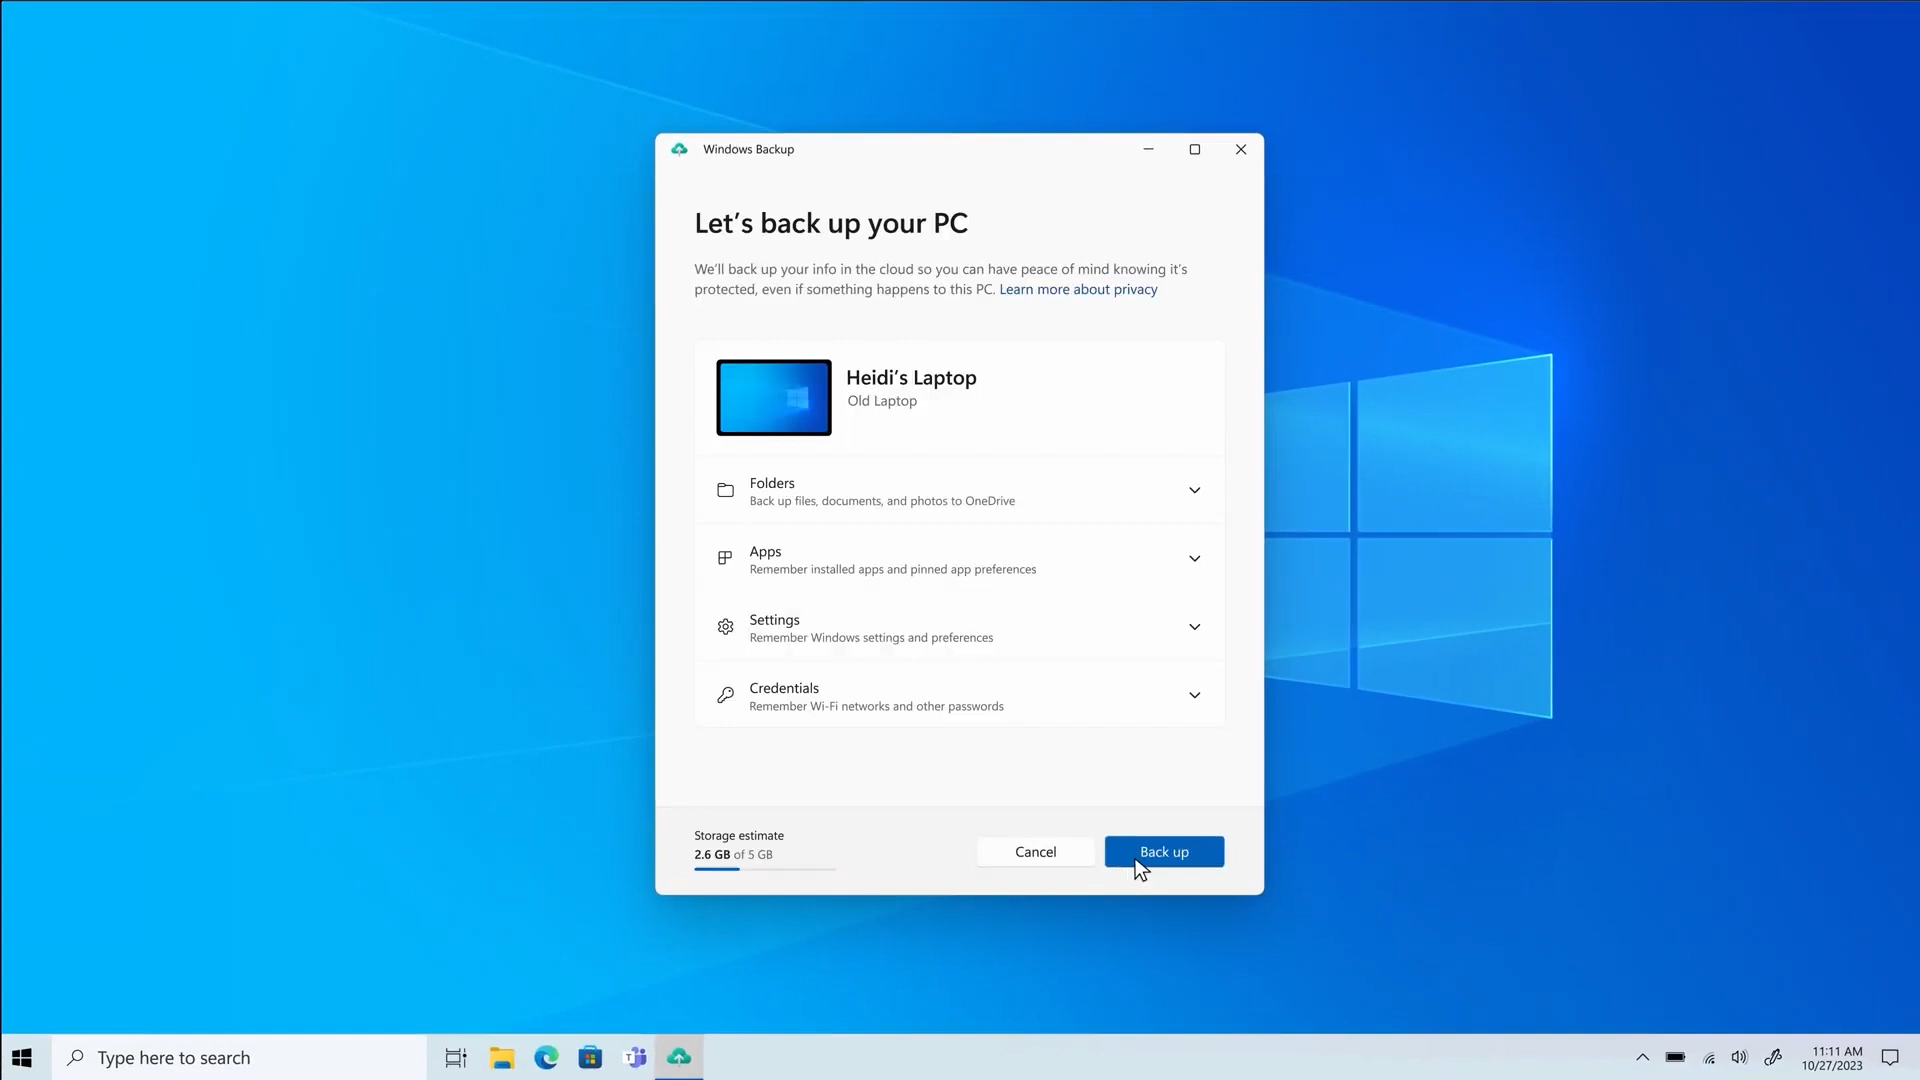 Windows Backup
Let’s back up your PC
We’ll back up your info in the cloud so you can have peace of mind knowing it’s
protected, even if something happens to this PC. Learn more about privacy
Heidi’s Laptop
Old Laptop
Folders
Back up files, documents, and photos to OneDrive
Apps
Remember installed apps and pinned app preferences
Settings
Remember Windows settings and preferences
Credentials
Remember Wi-Fi networks and other passwords
Storage estimate
2.6 GB of 5 GB
Cancel
Back up
Type here to search
11:11 AM
10/27/2023